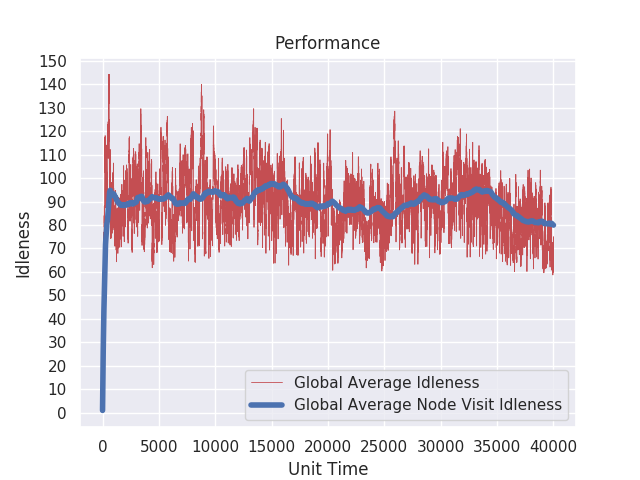 Performance
150
140
130
120
110
100
90
80
70
60
50
40
30
20
10
0
Idleness
Global Average Idleness
Global Average Node Visit Idleness
0 5000 10000 15000 20000 25000 30000 35000 40000
Unit Time